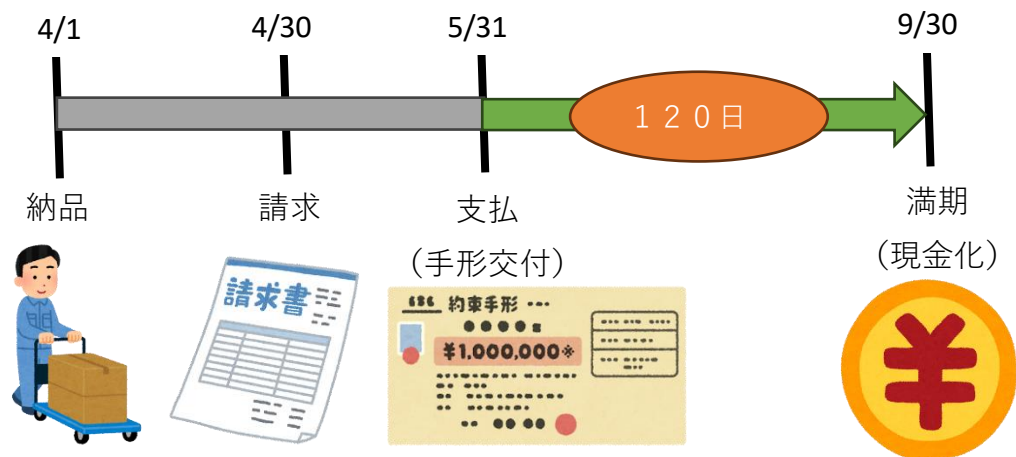 4/1
4/30
5/31
9/30
120日
納品
請求
支払
満期
(手形交付)
(現金化)
請求書
約束手形
¥1,000,000※